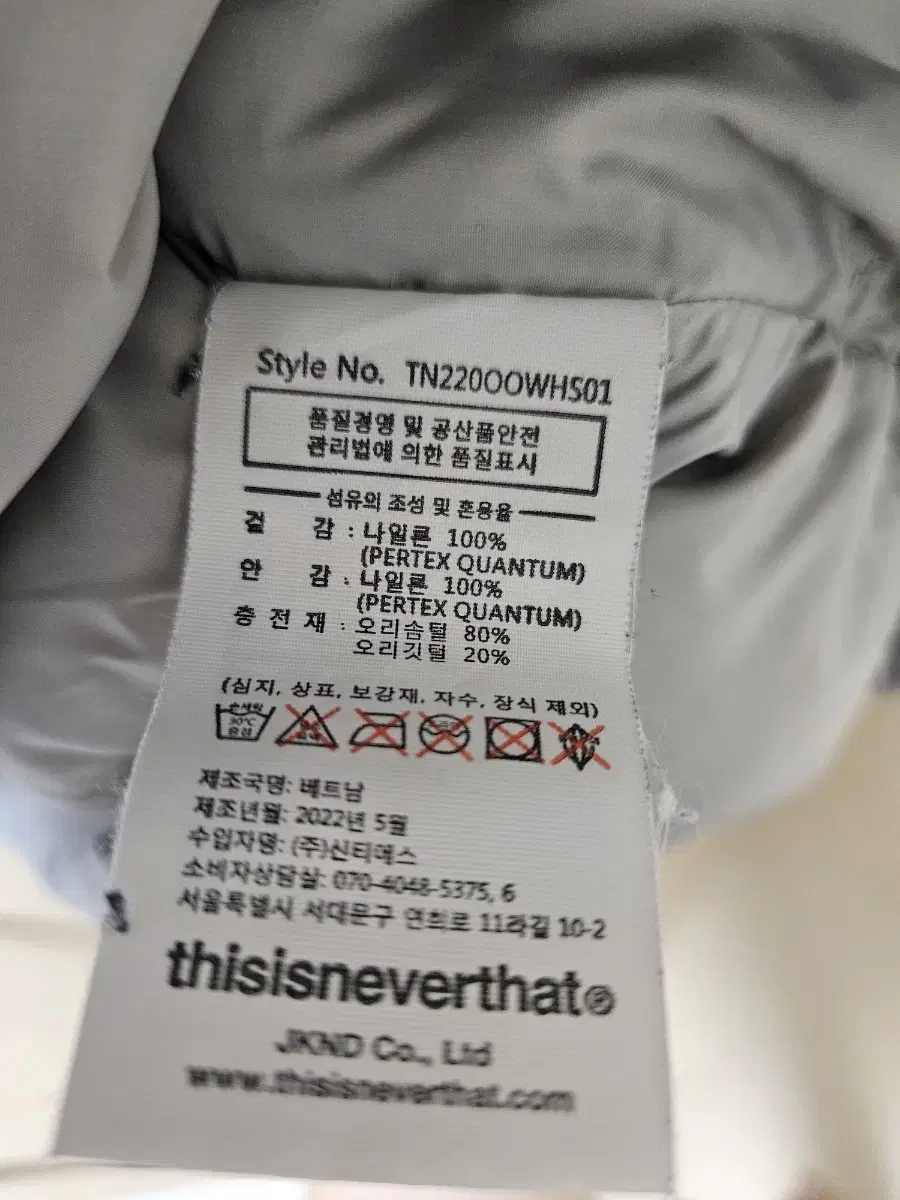 Style No. TN220OOWHS01
품질경영 및 공산품안전
관리법에 의한 품질표시
섬유의 조성 및 혼용율
겉 감 : 나일론 100%
(PERTEX QUANTUM)
안 감 : 나일론 100%
(PERTEX QUANTUM)
충 전 재 : 오리솜털 80%
오리깃털 20%
(심지, 상표, 보강재, 자수, 장식 제외)
손세탁
30℃
중성
제조국명: 베트남
제조년월: 2022년 5월
수입자명: (주)신티에스
소비자상담실: 070-4048-5375, 6
서울특별시 서대문구 연희로 11라길 10-2
thisisneverthat®
JKND Co., Ltd
www.thisisneverthat.com